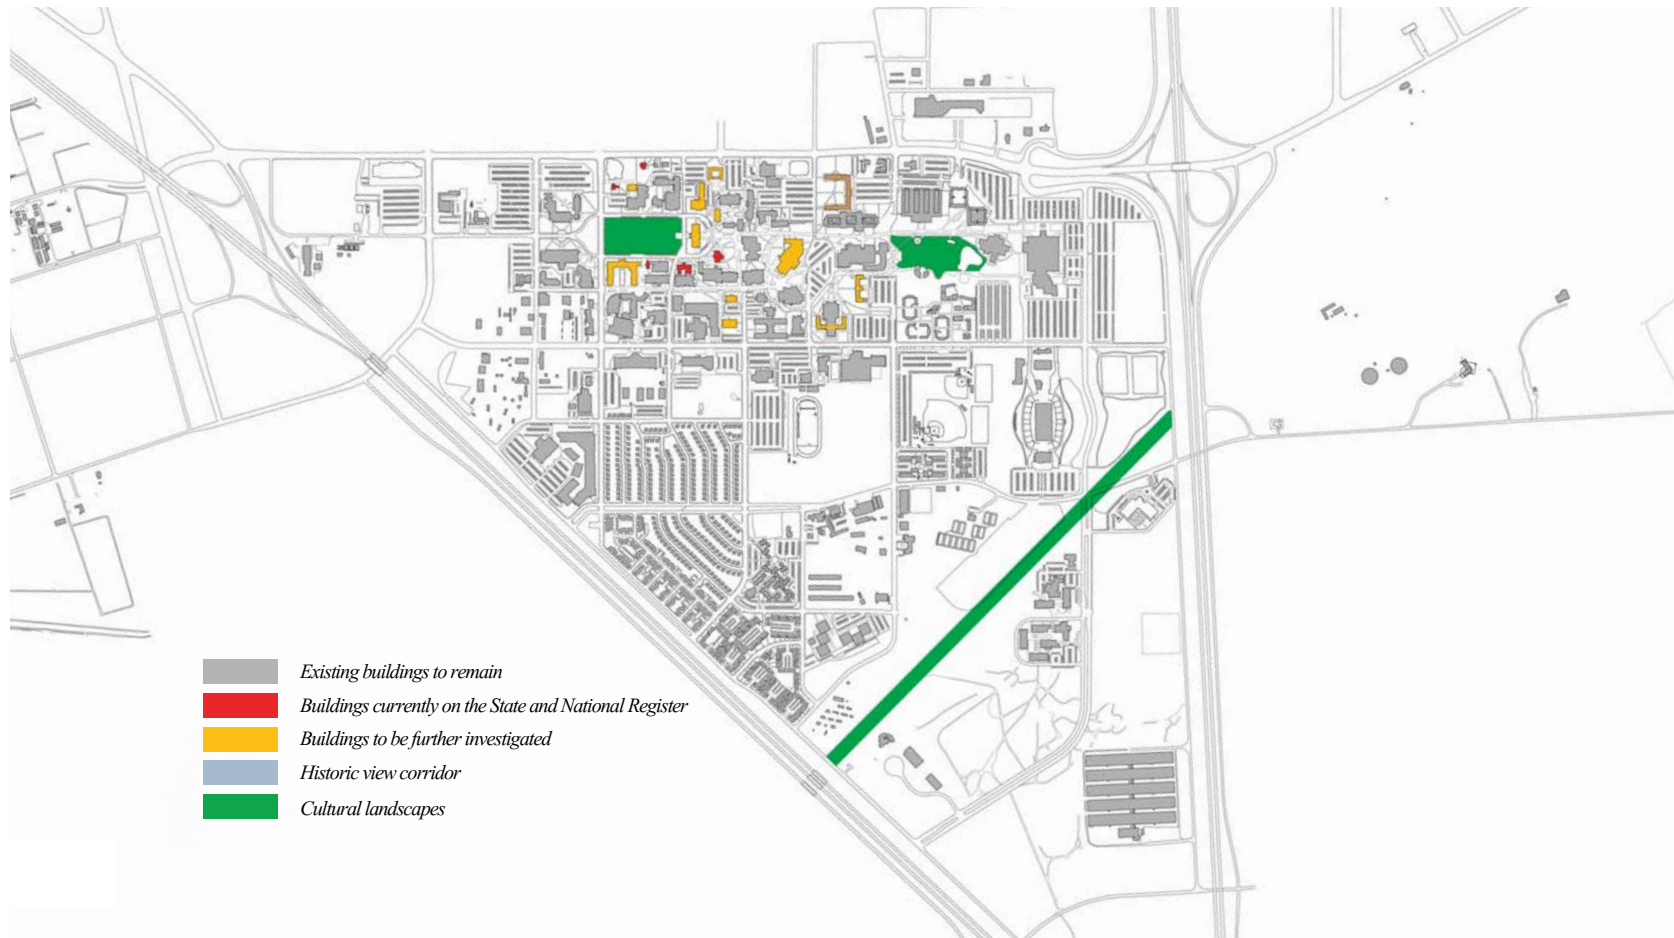 Existing buildings to remain
Buildings currently on the State and National Register
Buildings to be further investigated
Historic view corridor
Cultural landscapes